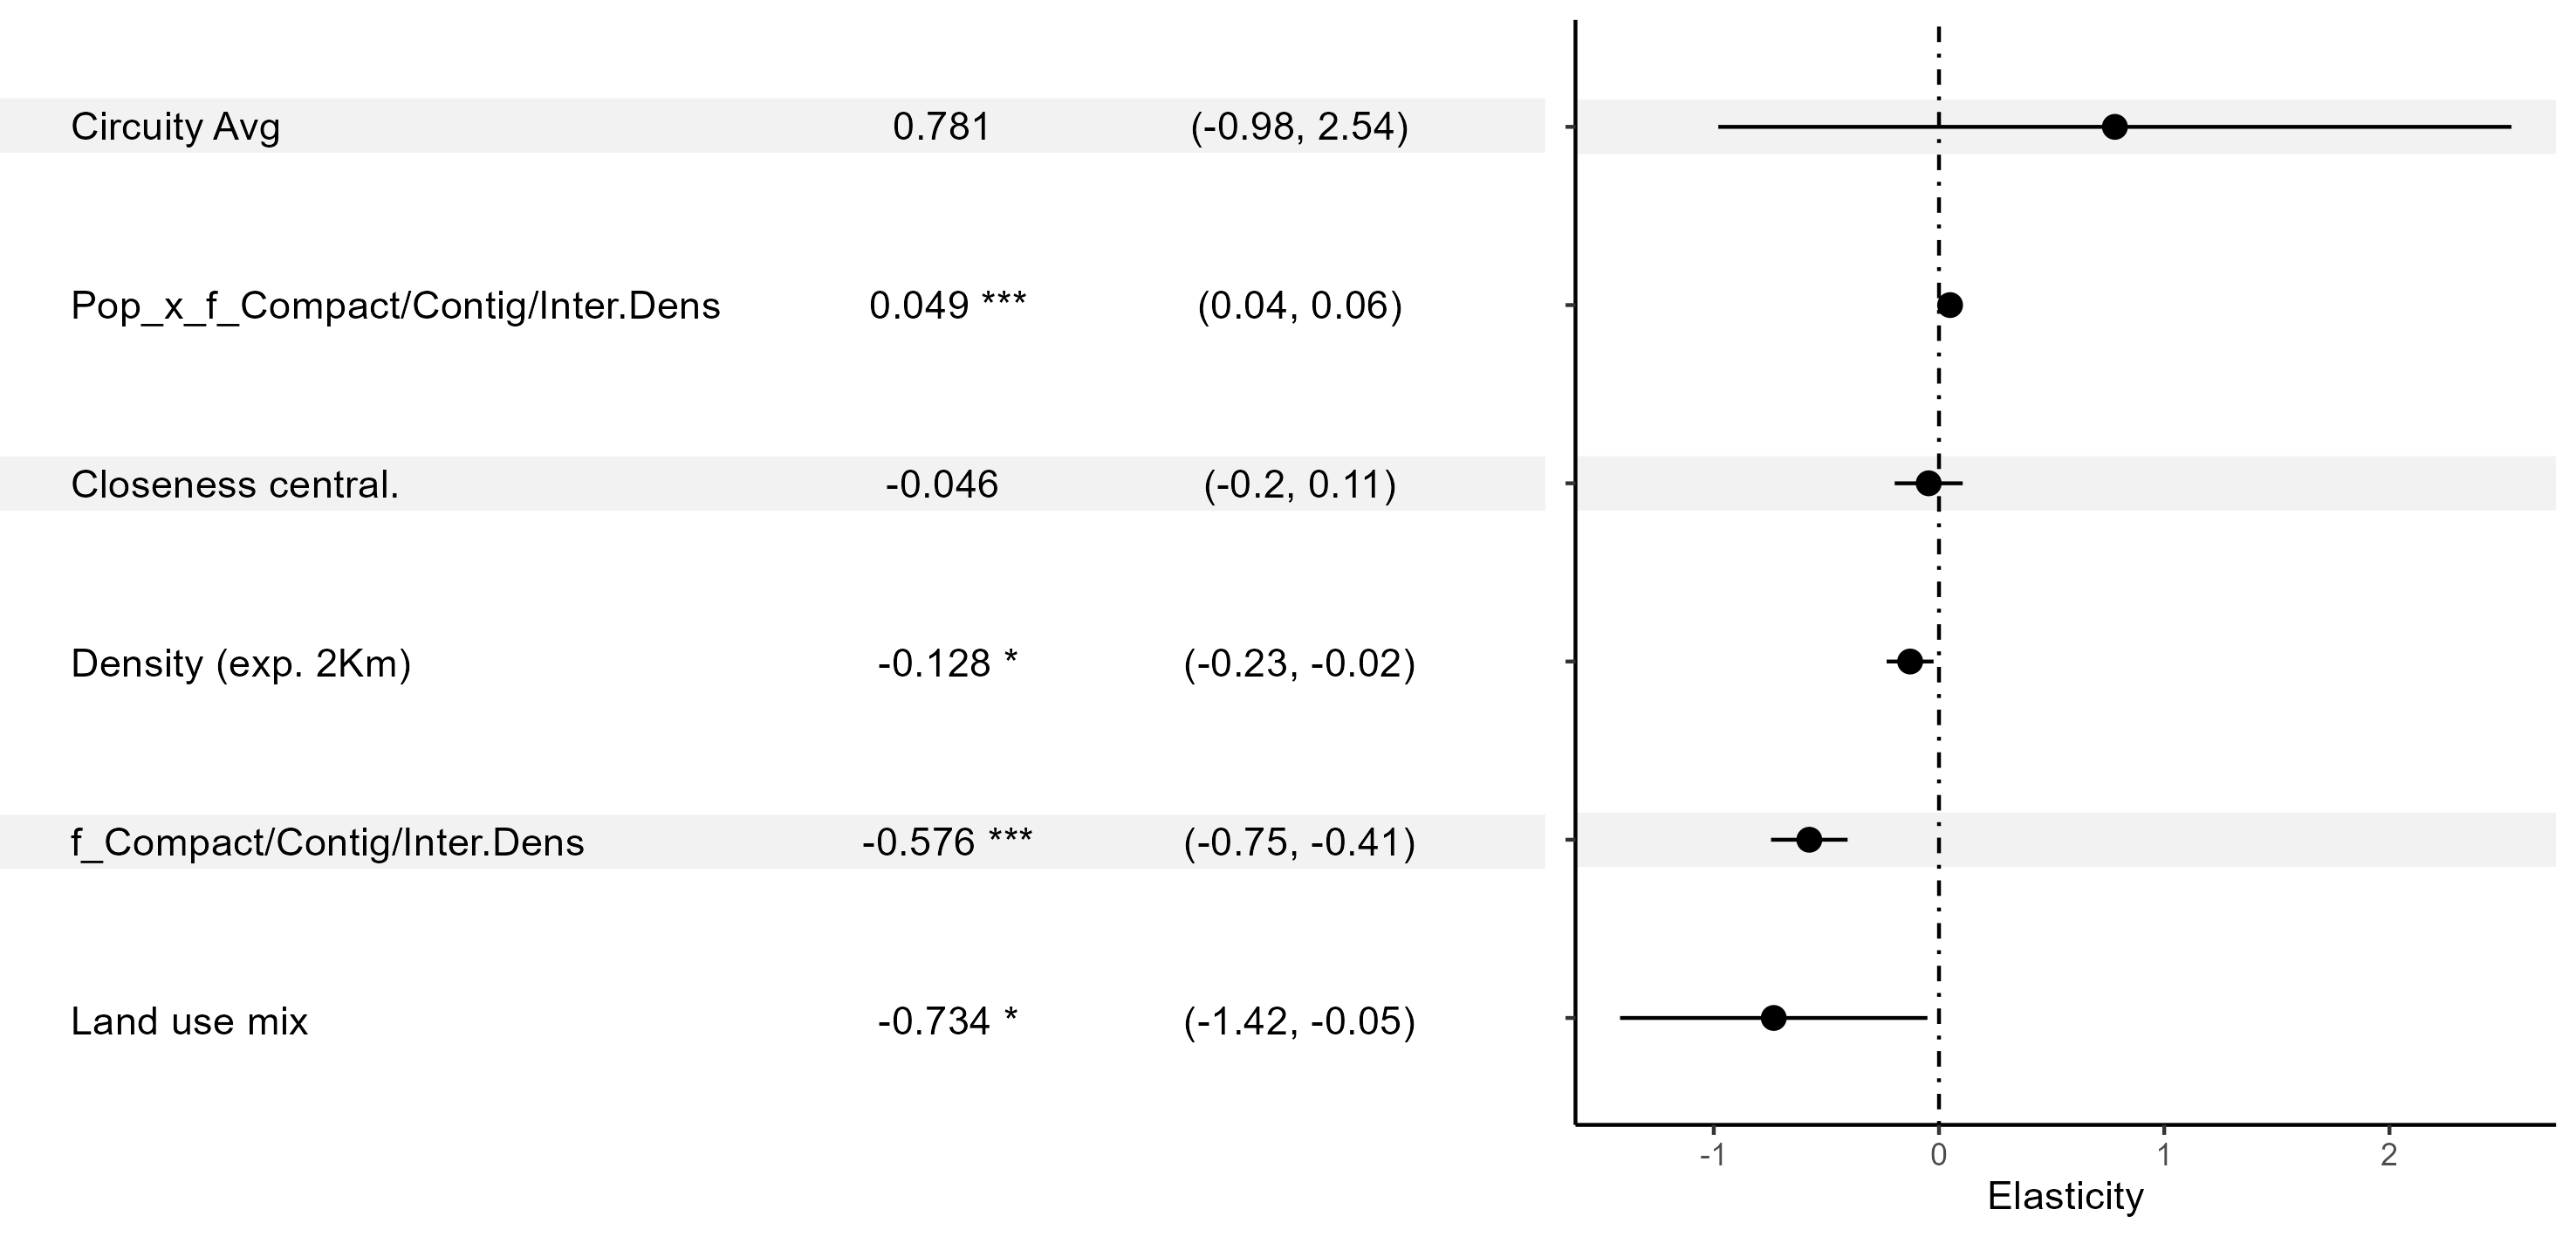 Circuity Avg 0.781 (-0.98, 2.54)
Pop_x_f_Compact/Contig/Inter.Dens 0.049 *** (0.04, 0.06)
Closeness central. -0.046 (-0.2, 0.11)
Density (exp. 2Km) -0.128 * (-0.23, -0.02)
f_Compact/Contig/Inter.Dens -0.576 *** (-0.75, -0.41)
Land use mix -0.734 * (-1.42, -0.05)
-1 0 1 2
Elasticity